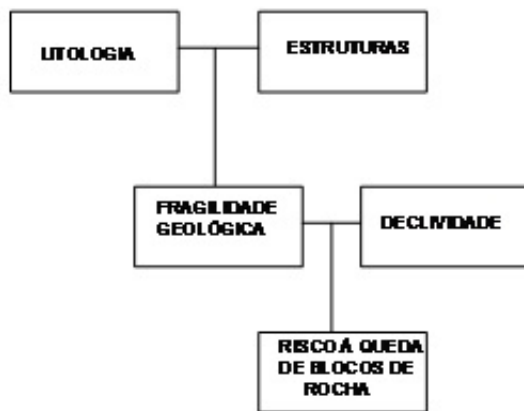 LITOLOGIA
ESTRUTURAS
FRAGILIDADE
GEOLÓGICA
DECLIVIDADE
RISCO Á QUEDA
DE BLOCOS DE
ROCHA